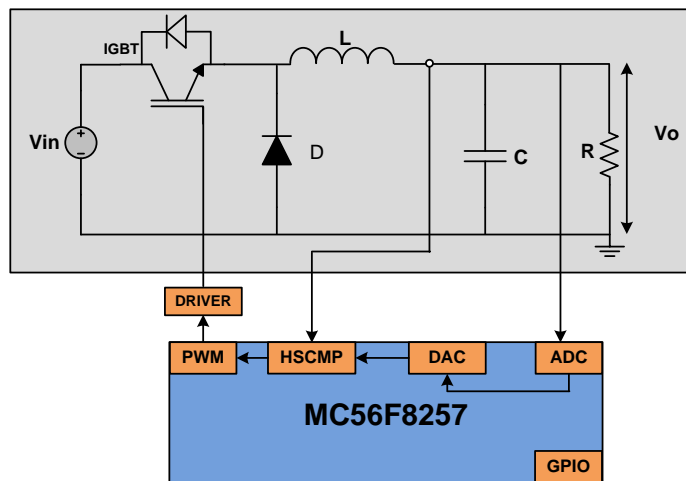 IGBT
L
Vin
+
−
D
C
R
Vo
DRIVER
PWM
HSCMP
DAC
ADC
MC56F8257
GPIO